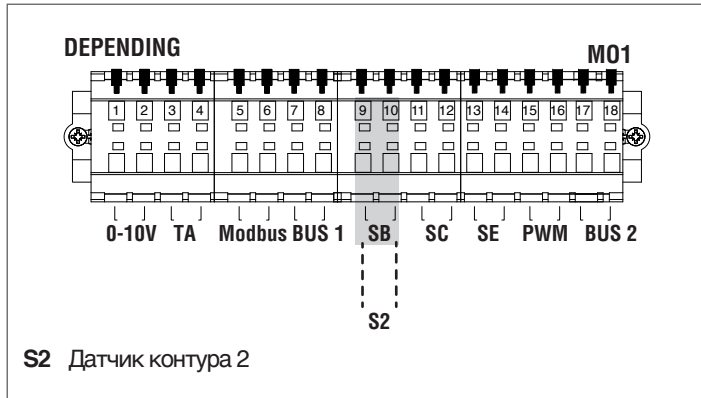 DEPENDING
M01
1 2 3 4 5 6 7 8 9 10 11 12 13 14 15 16 17 18
0-10V TA Modbus BUS 1 SB SC SE PWM BUS 2
S2
S2 Датчик контура 2